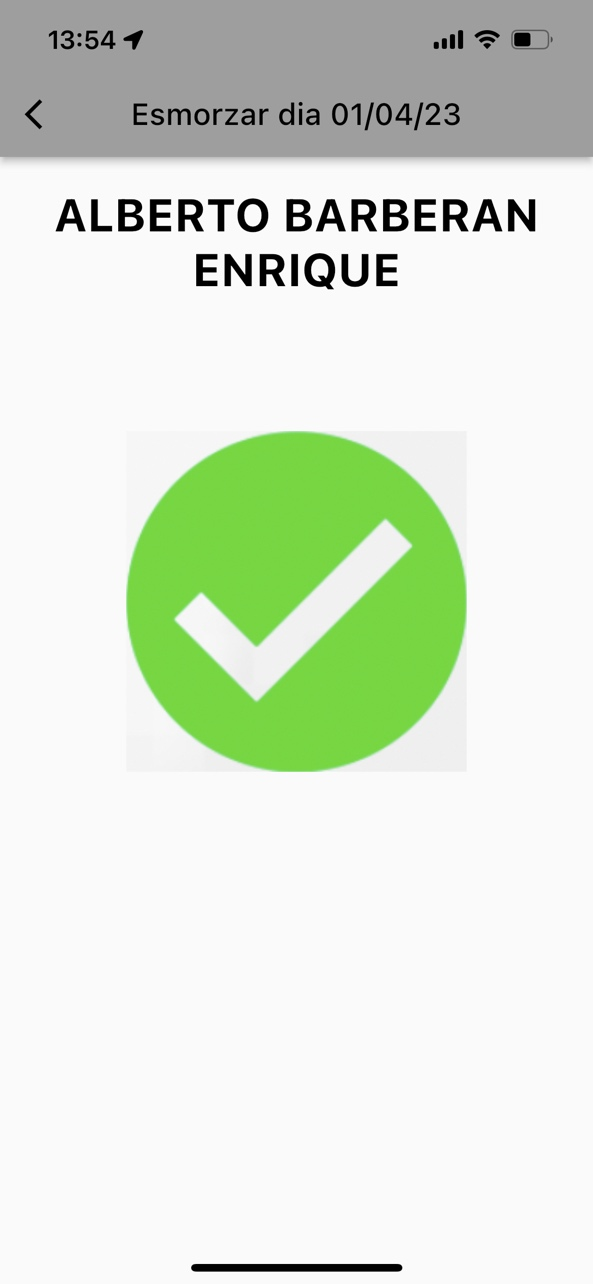 13:54
Esmorzar dia 01/04/23
ALBERTO BARBERAN
ENRIQUE